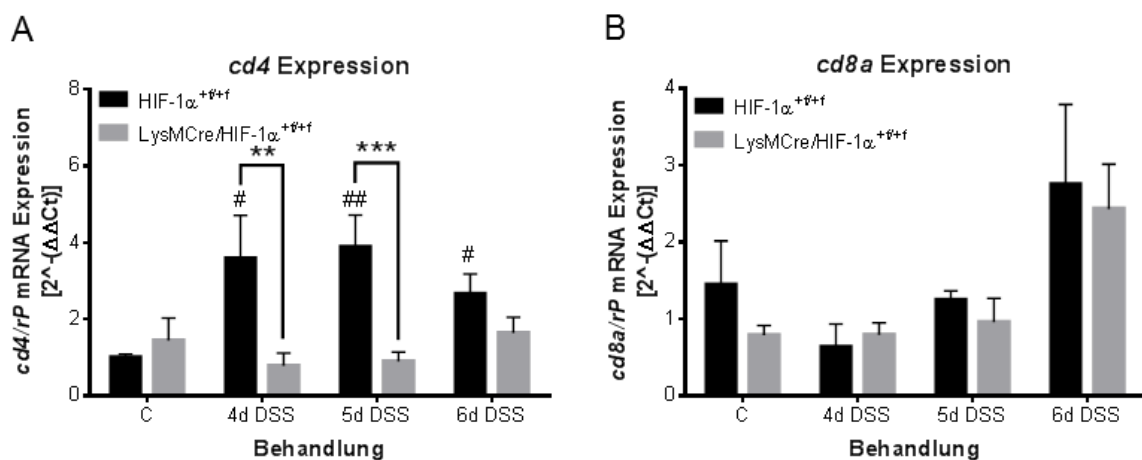 A
cd4 Expression
HIF-1α+f/+f
LysMCre/HIF-1α+f/+f
cd4/rP mRNA Expression
[2^-(ΔΔCt)]
8
6
4
2
0
**
***
#
##
#
C
4d DSS
5d DSS
6d DSS
Behandlung
B
cd8a Expression
HIF-1α+f/+f
LysMCre/HIF-1α+f/+f
cd8a/rP mRNA Expression
[2^-(ΔΔCt)]
4
3
2
1
0
C
4d DSS
5d DSS
6d DSS
Behandlung